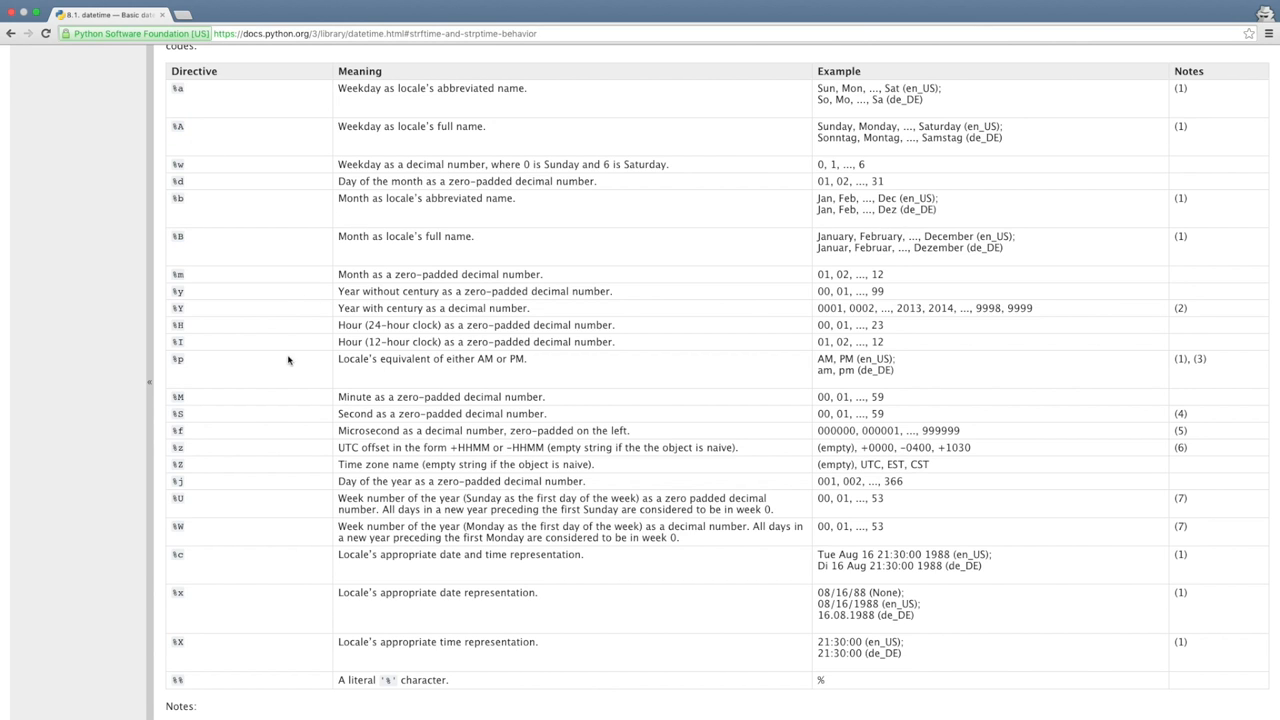 8.1. datetime — Basic dat
Python Software Foundation [US] https://docs.python.org/3/library/datetime.html#strftime-and-strptime-behavior
codes.
Directive Meaning Example Notes
%a Weekday as locale's abbreviated name. Sun, Mon, ..., Sat (en_US); (1)
So, Mo, ..., Sa (de_DE)
%A Weekday as locale's full name. Sunday, Monday, ..., Saturday (en_US); (1)
Sonntag, Montag, ..., Samstag (de_DE)
%w Weekday as a decimal number, where 0 is Sunday and 6 is Saturday. 0, 1, ..., 6
%d Day of the month as a zero-padded decimal number. 01, 02, ..., 31
%b Month as locale's abbreviated name. Jan, Feb, ..., Dec (en_US); (1)
Jan, Feb, ..., Dez (de_DE)
%B Month as locale's full name. January, February, ..., December (en_US); (1)
Januar, Februar, ..., Dezember (de_DE)
%m Month as a zero-padded decimal number. 01, 02, ..., 12
%y Year without century as a zero-padded decimal number. 00, 01, ..., 99
%Y Year with century as a decimal number. 0001, 0002, ..., 2013, 2014, ..., 9998, 9999 (2)
%H Hour (24-hour clock) as a zero-padded decimal number. 00, 01, ..., 23
%I Hour (12-hour clock) as a zero-padded decimal number. 01, 02, ..., 12
%p Locale's equivalent of either AM or PM. AM, PM (en_US); (1), (3)
am, pm (de_DE)
%M Minute as a zero-padded decimal number. 00, 01, ..., 59
%S Second as a zero-padded decimal number. 00, 01, ..., 59 (4)
%f Microsecond as a decimal number, zero-padded on the left. 000000, 000001, ..., 999999 (5)
%z UTC offset in the form +HHMM or -HHMM (empty string if the the object is naive). (empty), +0000, -0400, +1030 (6)
%Z Time zone name (empty string if the object is naive). (empty), UTC, EST, CST
%j Day of the year as a zero-padded decimal number. 001, 002, ..., 366
%U Week number of the year (Sunday as the first day of the week) as a zero padded decimal 00, 01, ..., 53 (7)
number. All days in a new year preceding the first Sunday are considered to be in week 0.
%W Week number of the year (Monday as the first day of the week) as a decimal number. All days in 00, 01, ..., 53 (7)
a new year preceding the first Monday are considered to be in week 0.
%c Locale's appropriate date and time representation. Tue Aug 16 21:30:00 1988 (en_US); (1)
Di 16 Aug 21:30:00 1988 (de_DE)
%x Locale's appropriate date representation. 08/16/88 (None); (1)
08/16/1988 (en_US);
16.08.1988 (de_DE)
%X Locale's appropriate time representation. 21:30:00 (en_US); (1)
21:30:00 (de_DE)
%% A literal '%' character. %
Notes: